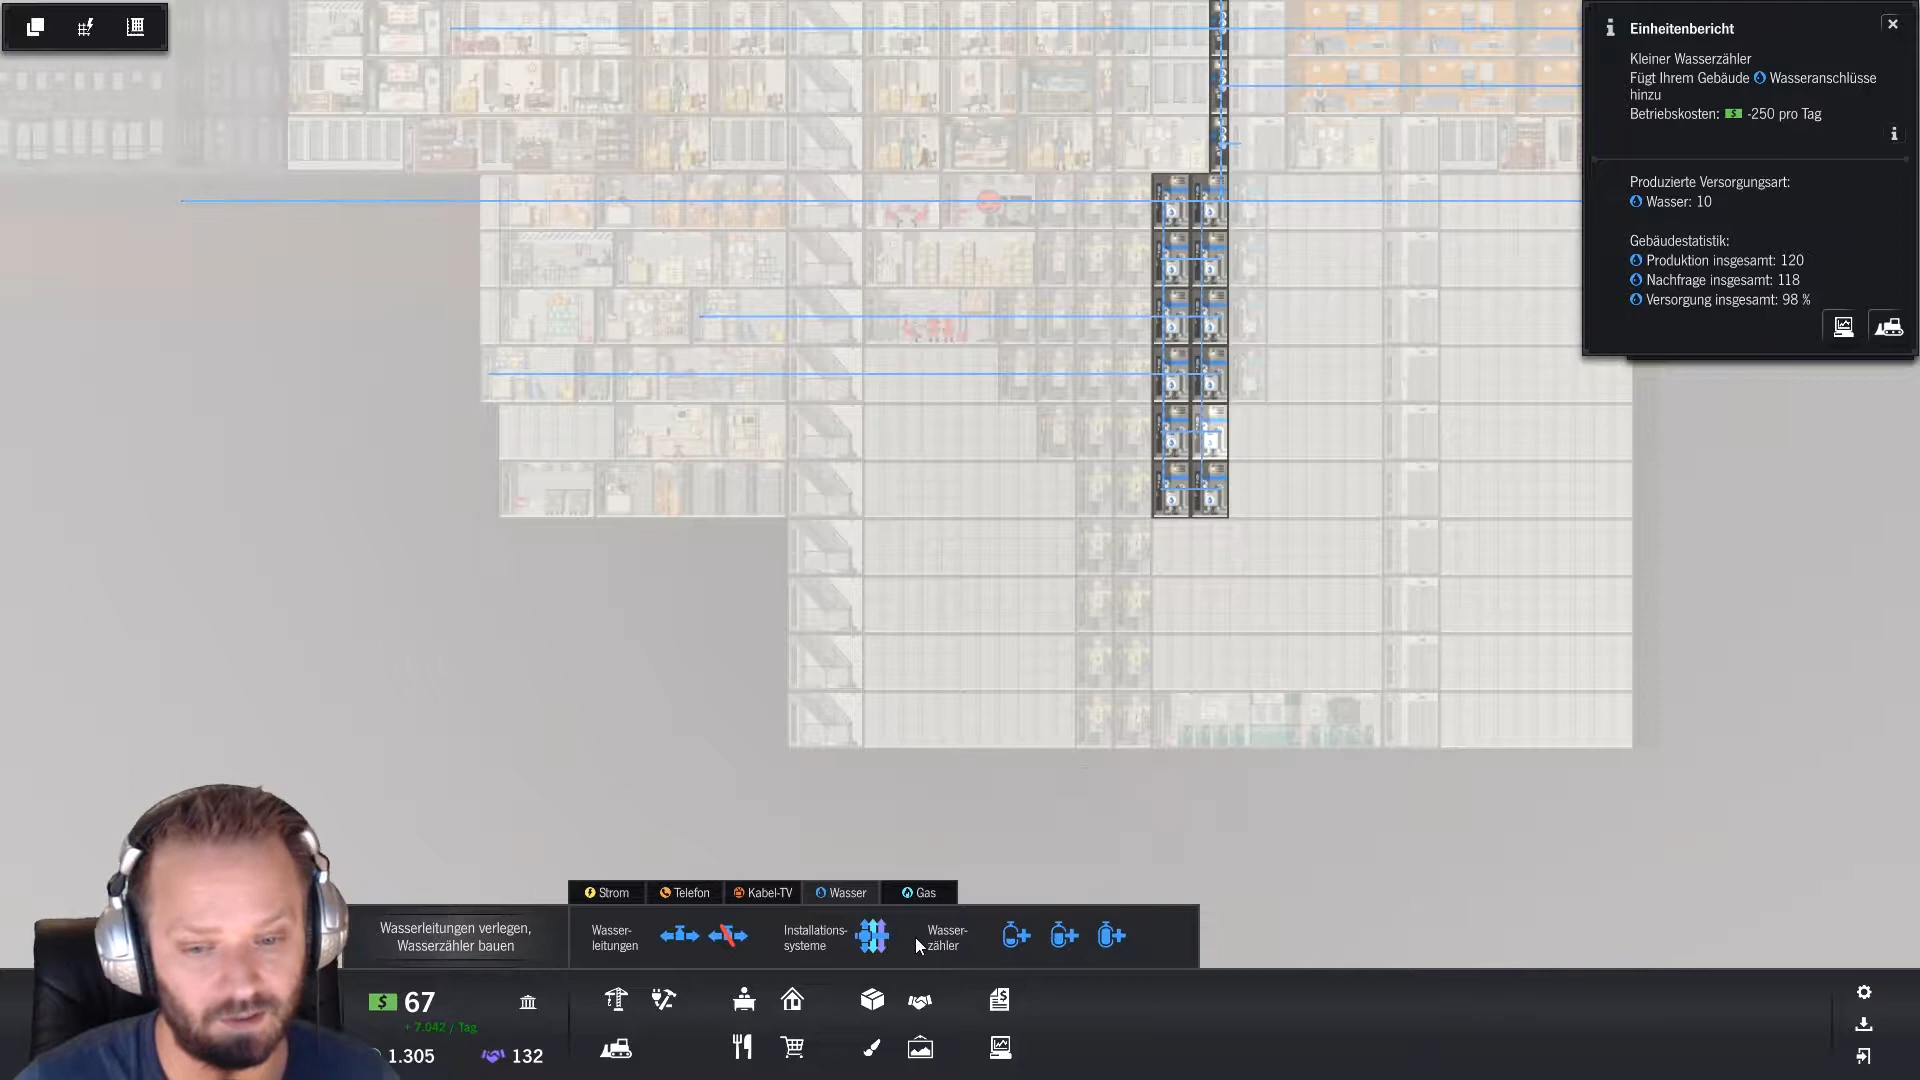 Einheitenbericht
Kleiner Wasserzähler
Fügt Ihrem Gebäude Wasseranschlüsse
hinzu
Betriebskosten: -250 pro Tag
Produzierte Versorgungsart:
Wasser: 10
Gebäudestatistik:
Produktion insgesamt: 120
Nachfrage insgesamt: 118
Versorgung insgesamt: 98 %
Strom
Telefon
Kabel-TV
Wasser
Gas
Wasserleitungen verlegen,
Wasserzähler bauen
Wasser-
leitungen
Installations-
systeme
Wasser-
zähler
67
+ 7.042 / Tag
1.305
132